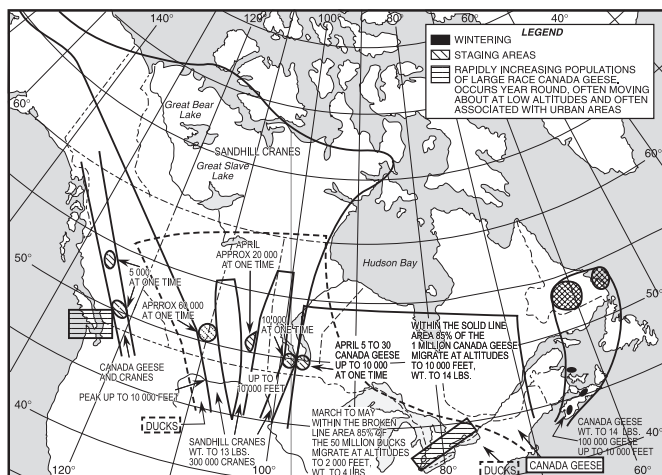 140°
120°
100°
80°
60°
40°
LEGEND
WINTERING
STAGING AREAS
RAPIDLY INCREASING POPULATIONS
OF LARGE RACE CANADA GEESE.
OCCURS YEAR ROUND, OFTEN MOVING
ABOUT AT LOW ALTITUDES AND OFTEN
ASSOCIATED WITH URBAN AREAS
60°
50°
40°
60°
50°
40°
Great Bear
Lake
SANDHILL CRANES
Great Slave
Lake
Hudson Bay
APRIL
APPROX 20 000
AT ONE TIME
5 000
AT ONE TIME
APRROX 60 000
AT ONE TIME
10 000
AT ONE TIME
APRIL 5 TO 30
CANADA GEESE
UP TO 10 000
AT ONE TIME
WITHIN THE SOLID LINE
AREA 85% OF THE
1 MILLION CANADA GEESE
MIGRATE AT ALTITUDES
TO 10 000 FEET,
WT. TO 14 LBS.
CANADA GEESE
AND CRANES
PEAK UP TO 10 000 FEET
UP TO
10 000 FEET
DUCKS
SANDHILL CRANES
WT. TO 13 LBS.
300 000 CRANES
MARCH TO MAY
WITHIN THE BROKEN
LINE AREA 85% OF
THE 50 MILLION DUCKS
MIGRATE AT ALTITUDES
TO 2 000 FEET,
WT. TO 4 LBS.
CANADA GEESE
WT. TO 14 LBS.
100 000 GEESE
UP TO 10 000 FEET
DUCKS
CANADA GEESE
120°
100°
80°
60°